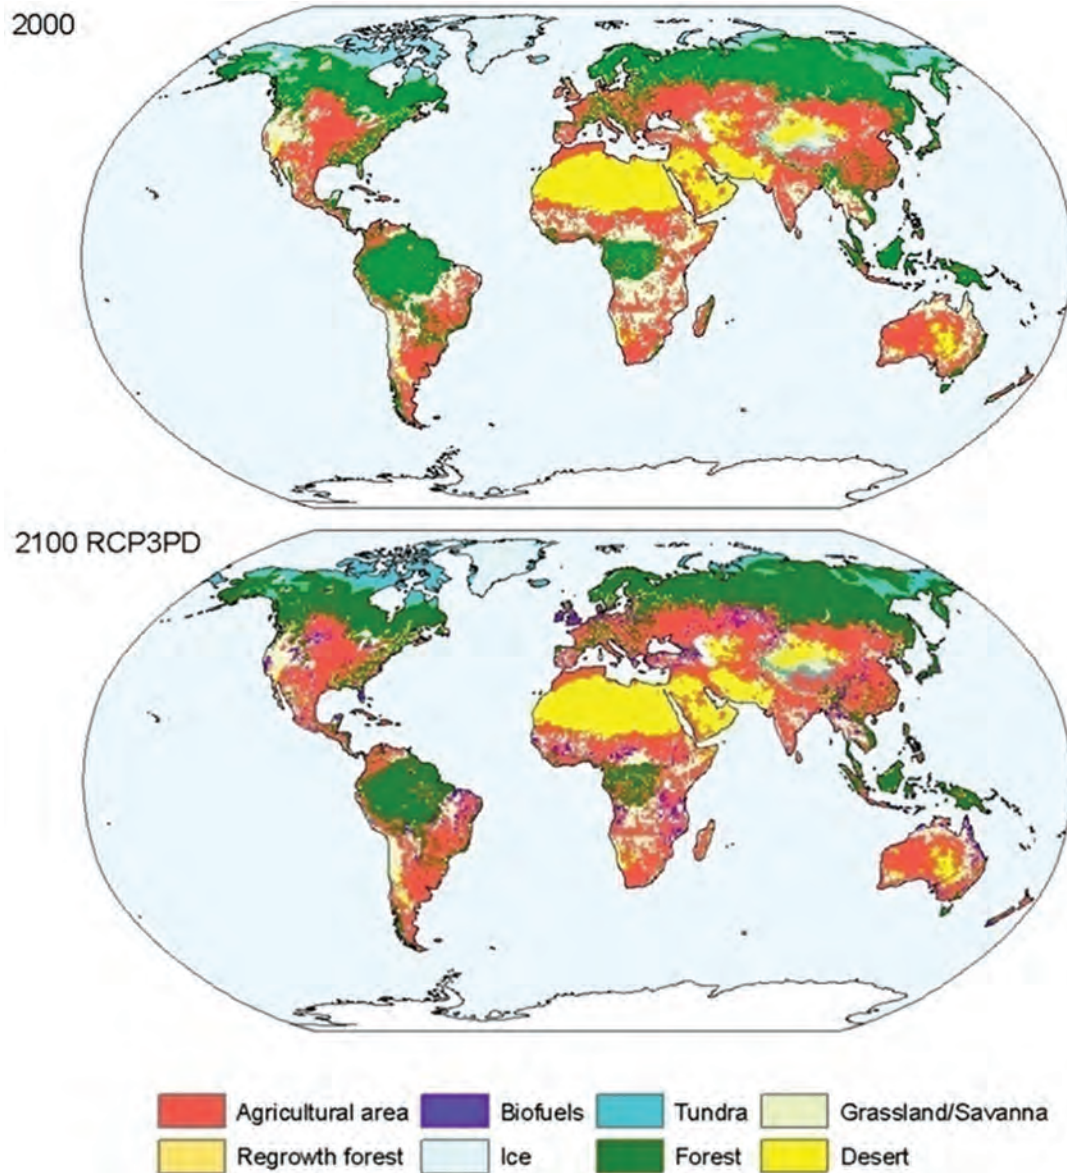 2000
2100 RCP3PD
Agricultural area Biofuels Tundra Grassland/Savanna
Regrowth forest Ice Forest Desert